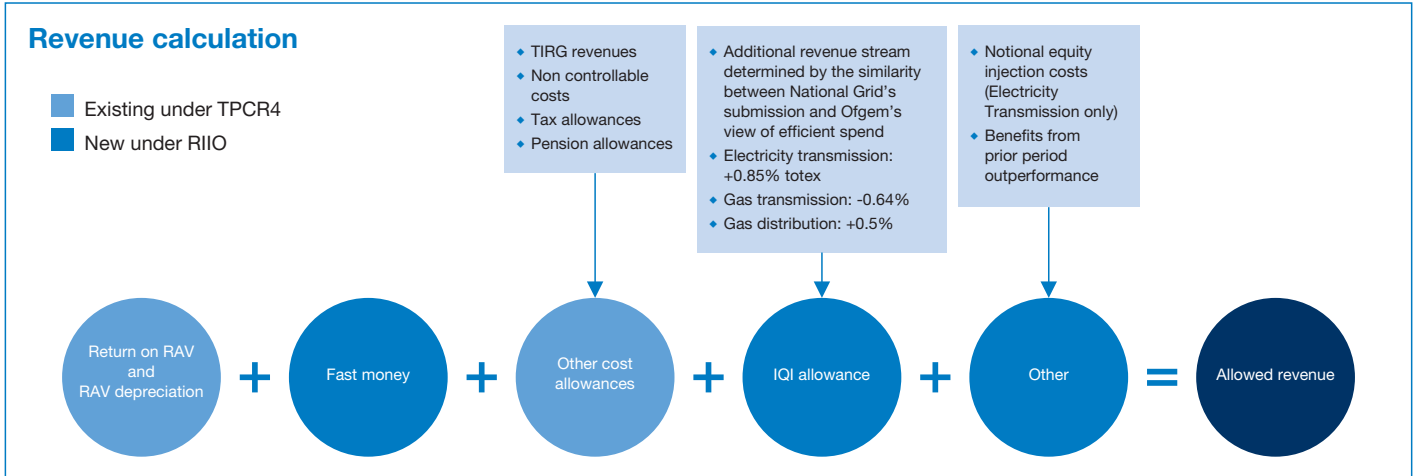 Revenue calculation
Existing under TPCR4
New under RIIO
◆ TIRG revenues
◆ Non controllable
costs
◆ Tax allowances
◆ Pension allowances
◆ Additional revenue stream
determined by the similarity
between National Grid's
submission and Ofgem's
view of efficient spend
◆ Electricity transmission:
+0.85% totex
◆ Gas transmission: -0.64%
◆ Gas distribution: +0.5%
◆ Notional equity
injection costs
(Electricity
Transmission only)
◆ Benefits from
prior period
outperformance
Return on RAV
and
RAV depreciation
+
Fast money
+
Other cost
allowances
+
IQI allowance
+
Other
=
Allowed revenue